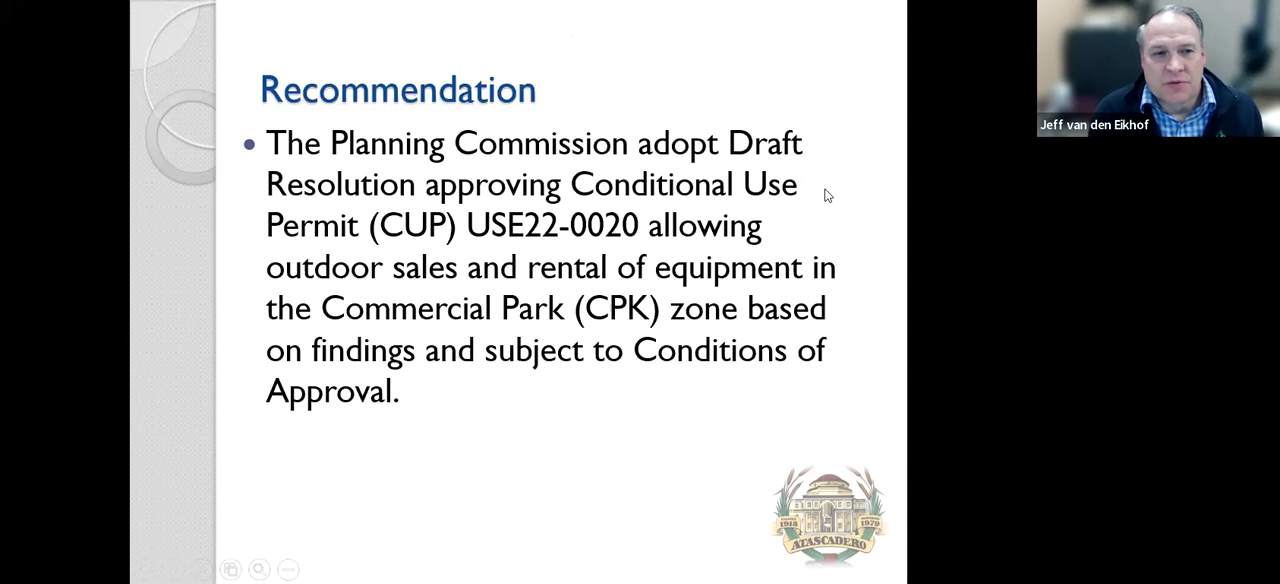 Recommendation
The Planning Commission adopt Draft
Resolution approving Conditional Use
Permit (CUP) USE22-0020 allowing
outdoor sales and rental of equipment in
the Commercial Park (CPK) zone based
on findings and subject to Conditions of
Approval.
Jeff van den Eikhof
1913
1979
ATASCADERO